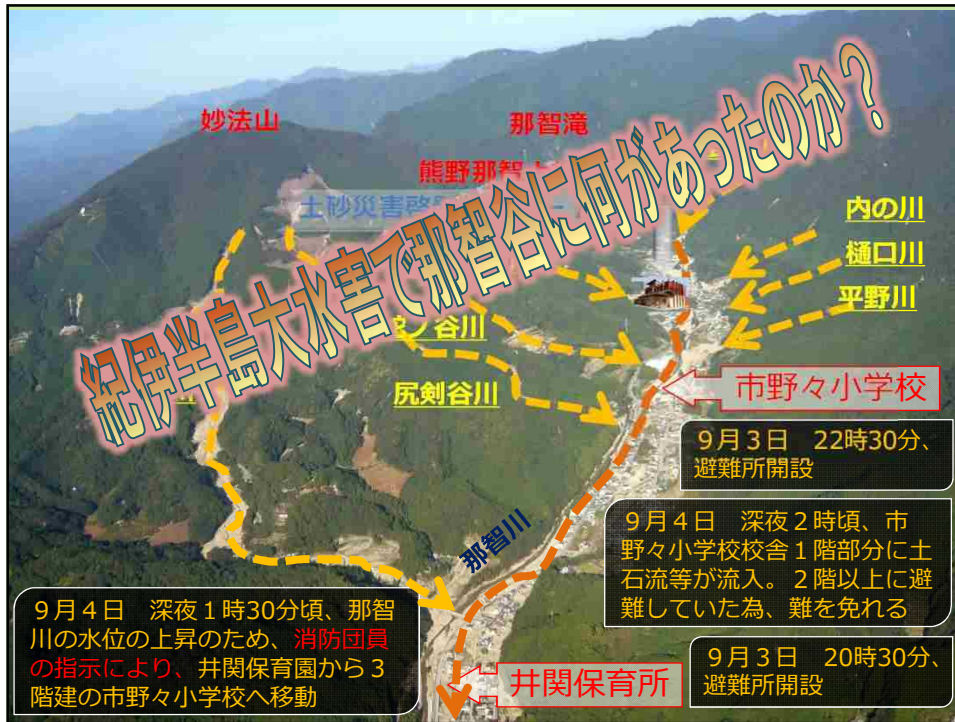 紀伊半島大水害で那智谷に何があったのか?
妙法山
那智滝
熊野那智
土砂災害啓
内の川
樋口川
平野川
ノ谷川
尻剣谷川
市野々小学校
9月3日 22時30分、
避難所開設
那智川
9月4日 深夜2時頃、市
野々小学校校舎1階部分に土
石流等が流入。2階以上に避
難していた為、難を免れる
9月4日 深夜1時30分頃、那智
川の水位の上昇のため、消防団員
の指示により、井関保育園から3
階建の市野々小学校へ移動
井関保育所
9月3日 20時30分、
避難所開設